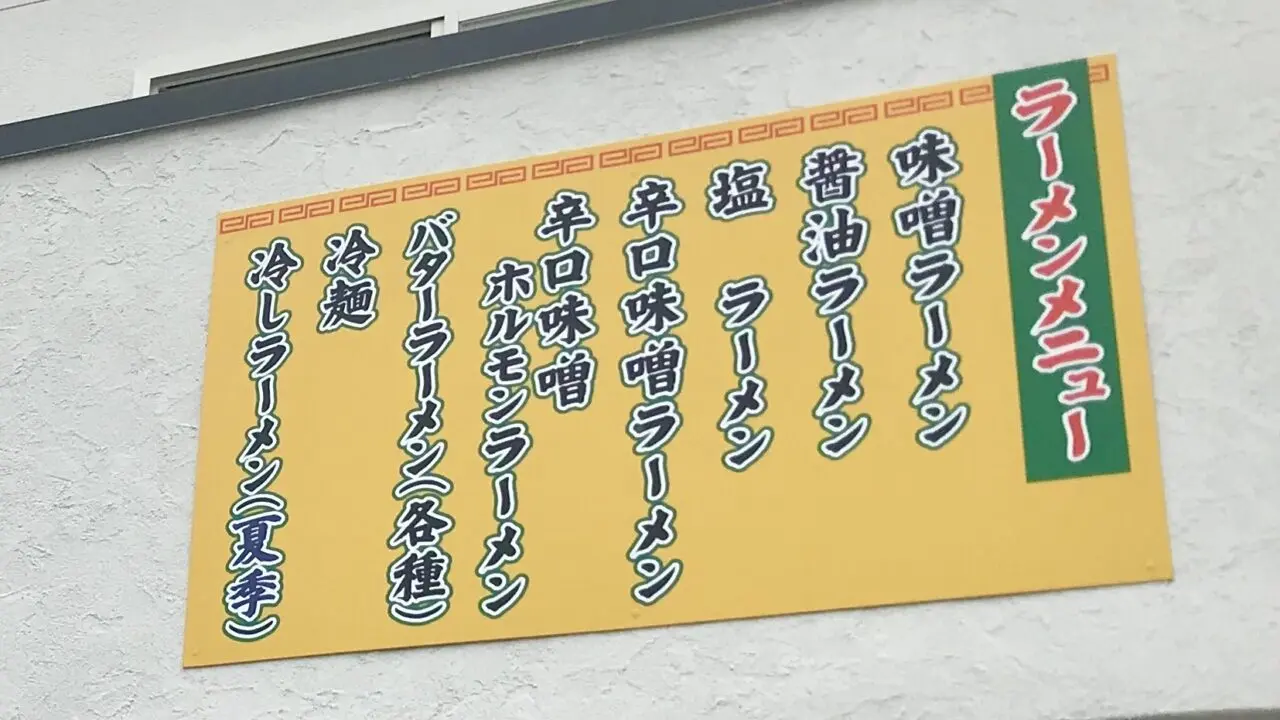 ラーメンメニュー
味噌ラーメン
醤油ラーメン
塩 ラーメン
辛口味噌ラーメン
辛口味噌
ホルモンラーメン
バターラーメン(各種)
冷麺
冷しラーメン(夏季)